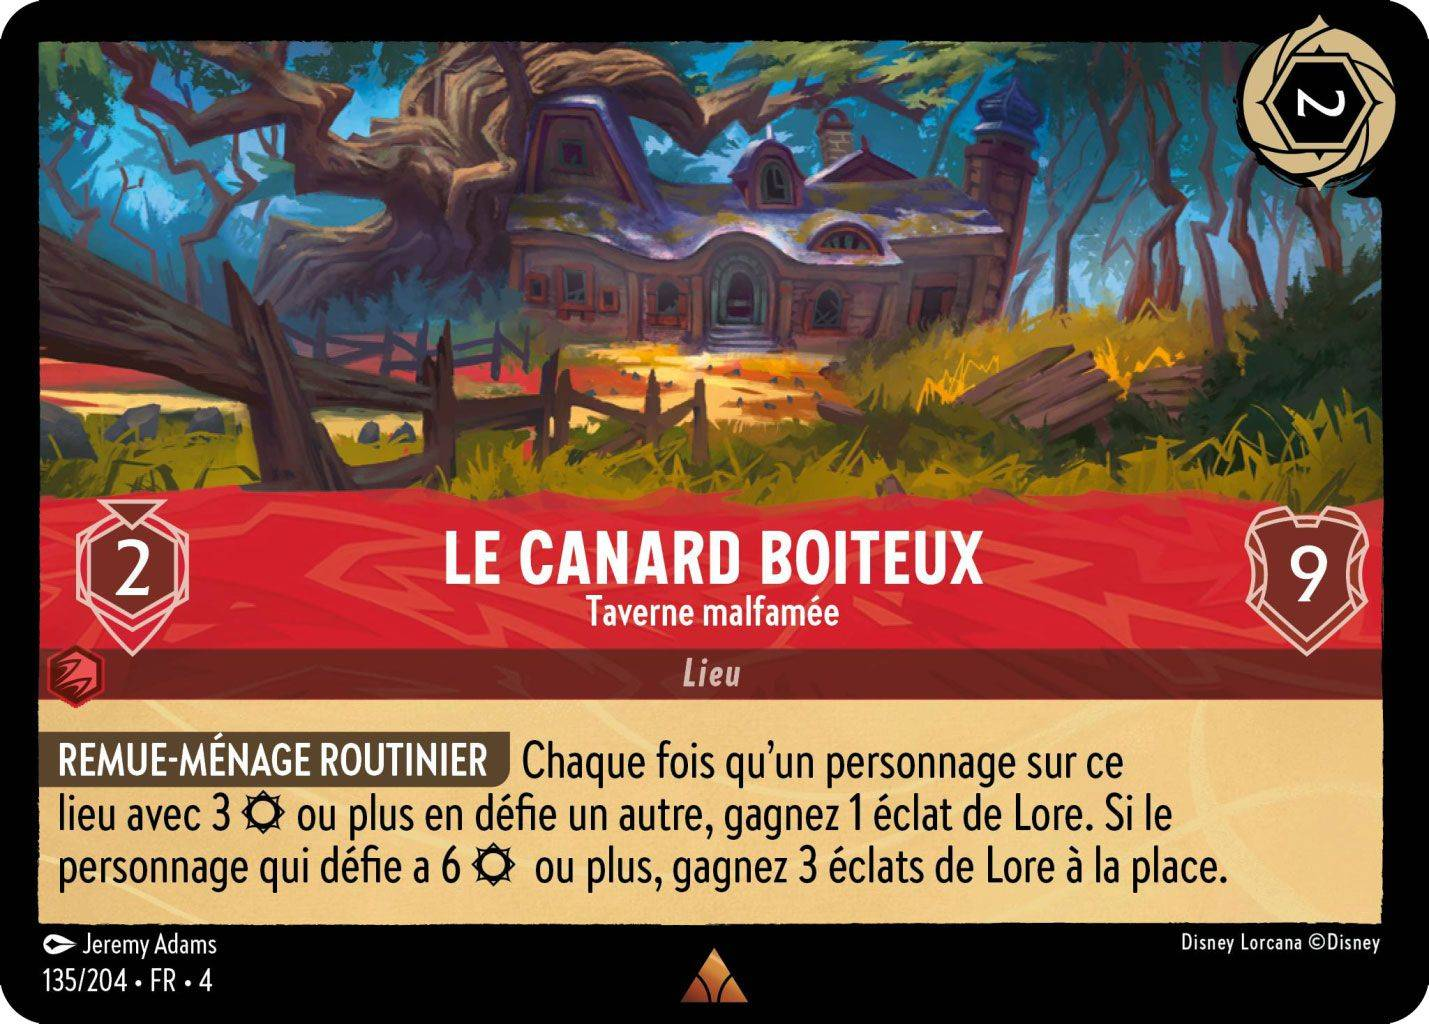 2
2
LE CANARD BOITEUX
9
Taverne malfamée
Lieu
REMUE-MÉNAGE ROUTINIER Chaque fois qu’un personnage sur ce
lieu avec 3 ou plus en défie un autre, gagnez 1 éclat de Lore. Si le
personnage qui défie a 6 ou plus, gagnez 3 éclats de Lore à la place.
Jeremy Adams
Disney Lorcana ©Disney
135/204 • FR • 4